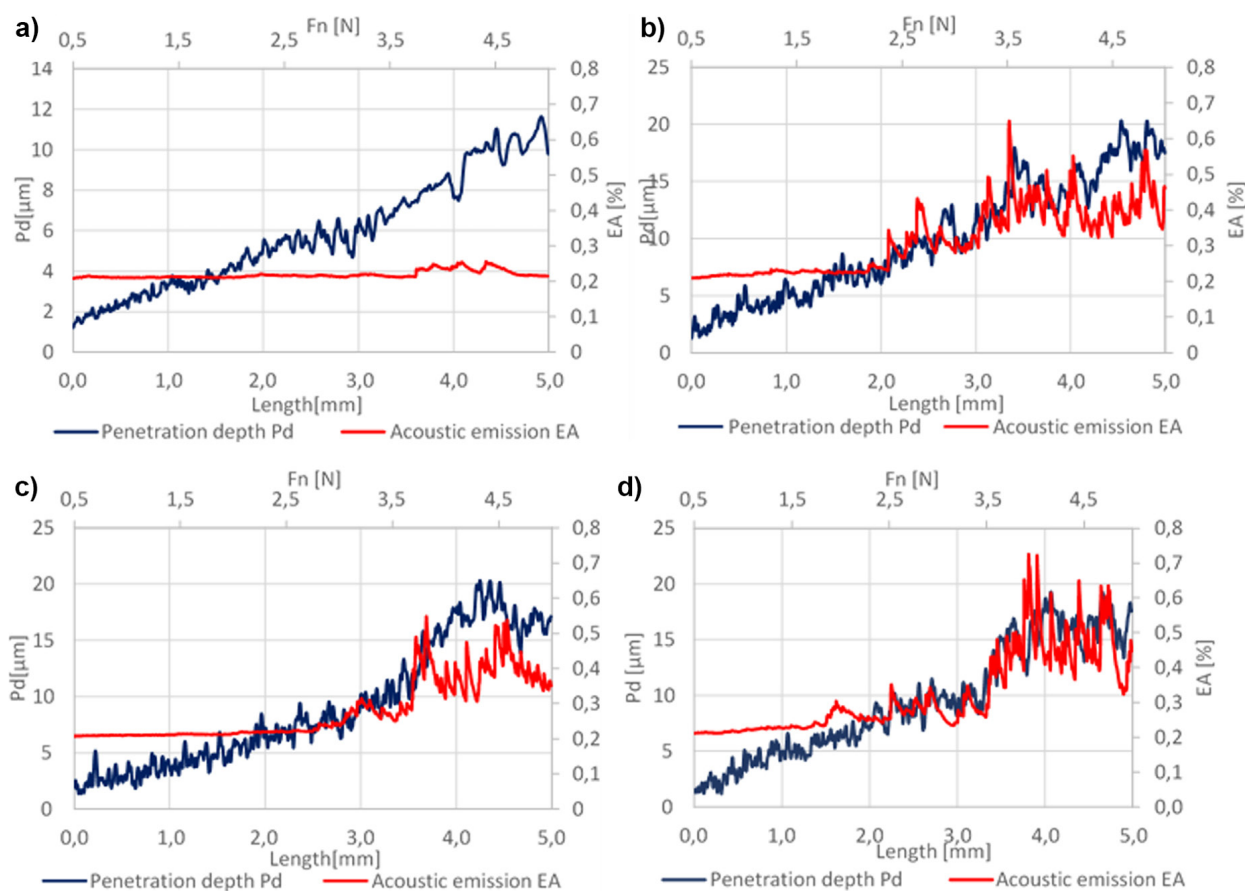 a)
Fn [N]
0,5 1,5 2,5 3,5 4,5
14 12 10 8 6 4 2 0
Pd[µm]
0,8 0,7 0,6 0,5 0,4 0,3 0,2 0,1 0
EA [%]
0,0 1,0 2,0 3,0 4,0 5,0
Length[mm]
Penetration depth Pd Acoustic emission EA
b)
Fn [N]
0,5 1,5 2,5 3,5 4,5
25 20 15 10 5 0
Pd[µm]
0,8 0,7 0,6 0,5 0,4 0,3 0,2 0,1 0
EA [%]
0,0 1,0 2,0 3,0 4,0 5,0
Length [mm]
Penetration depth Pd Acoustic emission EA
c)
Fn [N]
0,5 1,5 2,5 3,5 4,5
25 20 15 10 5 0
Pd[µm]
0,8 0,7 0,6 0,5 0,4 0,3 0,2 0,1 0
0,0 1,0 2,0 3,0 4,0 5,0
Length[mm]
Penetration depth Pd Acoustic emission EA
d)
Fn [N]
0,5 1,5 2,5 3,5 4,5
25 20 15 10 5 0
Pd [µm]
0,8 0,7 0,6 0,5 0,4 0,3 0,2 0,1 0,0
EA [%]
0,0 1,0 2,0 3,0 4,0 5,0
Length[mm]
Penetration depth Pd Acoustic emission EA